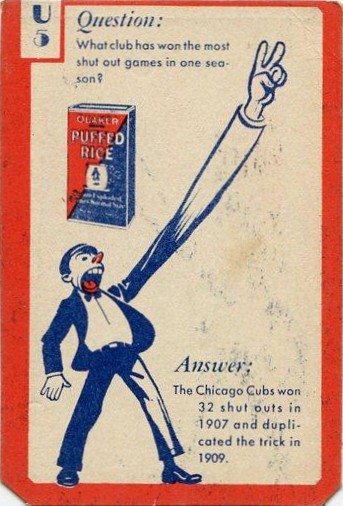 U
5
Question:
What club has won the most
shut out games in one sea-
son?
QUAKER
PUFFED
RICE
Answer:
The Chicago Cubs won
32 shut outs in
1907 and dupli-
cated the trick in
1909.